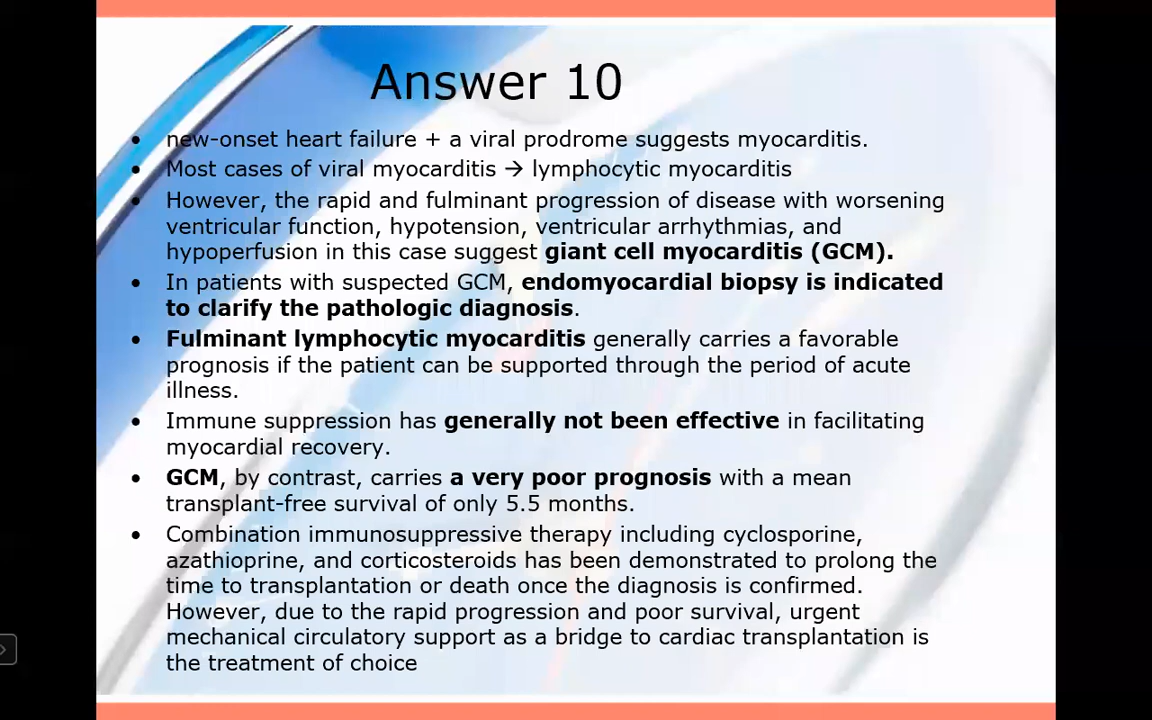 Answer 10
• new-onset heart failure + a viral prodrome suggests myocarditis.
• Most cases of viral myocarditis → lymphocytic myocarditis
• However, the rapid and fulminant progression of disease with worsening
ventricular function, hypotension, ventricular arrhythmias, and
hypoperfusion in this case suggest giant cell myocarditis (GCM).
• In patients with suspected GCM, endomyocardial biopsy is indicated
to clarify the pathologic diagnosis.
• Fulminant lymphocytic myocarditis generally carries a favorable
prognosis if the patient can be supported through the period of acute
illness.
• Immune suppression has generally not been effective in facilitating
myocardial recovery.
• GCM, by contrast, carries a very poor prognosis with a mean
transplant-free survival of only 5.5 months.
• Combination immunosuppressive therapy including cyclosporine,
azathioprine, and corticosteroids has been demonstrated to prolong the
time to transplantation or death once the diagnosis is confirmed.
However, due to the rapid progression and poor survival, urgent
mechanical circulatory support as a bridge to cardiac transplantation is
the treatment of choice